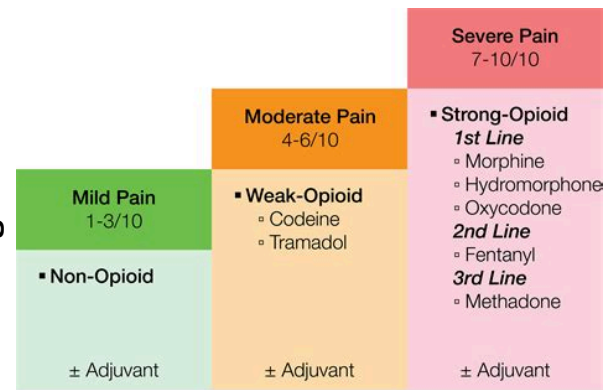 Severe Pain
7-10/10
Moderate Pain
4-6/10
Mild Pain
1-3/10
▪ Strong-Opioid
1st Line
▫ Morphine
▫ Hydromorphone
▫ Oxycodone
2nd Line
▫ Fentanyl
3rd Line
▫ Methadone
± Adjuvant
▪ Weak-Opioid
▫ Codeine
▫ Tramadol
± Adjuvant
▪ Non-Opioid
± Adjuvant